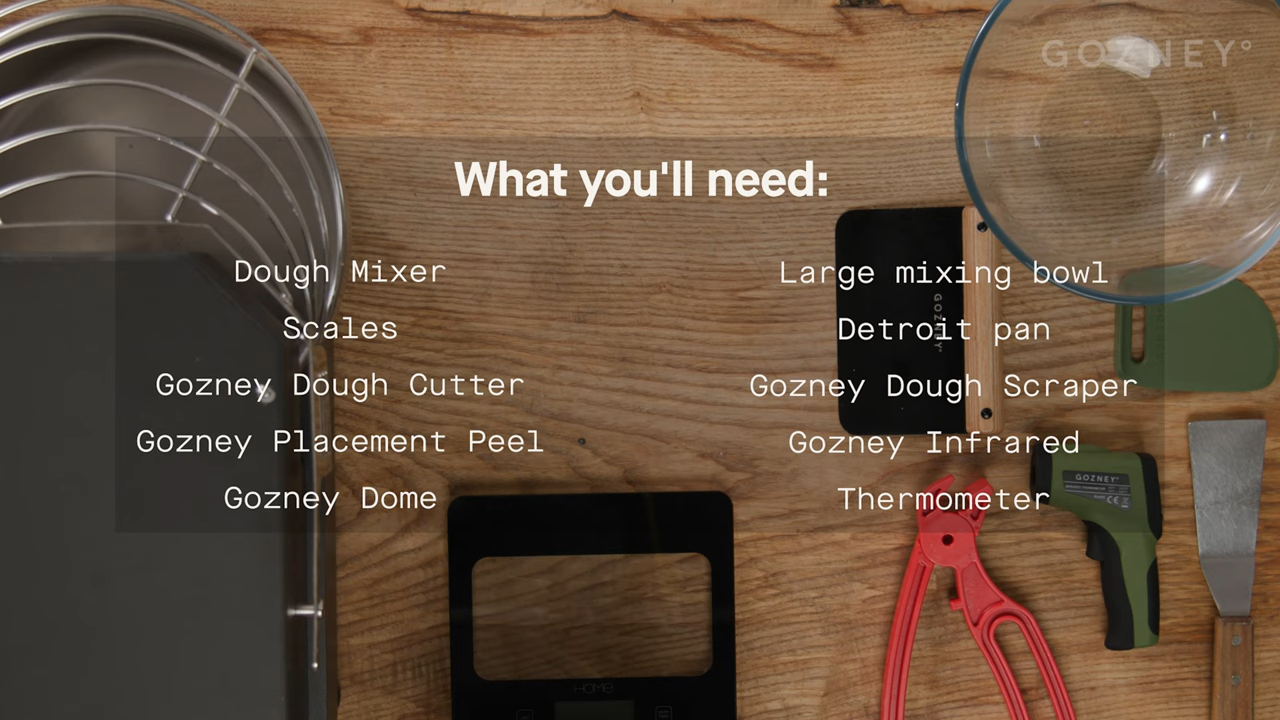 GOZNEY°
What you'll need:
Dough Mixer
Scales
Gozney Dough Cutter
Gozney Placement Peel
Gozney Dome
Large mixing bowl
Detroit pan
Gozney Dough Scraper
Gozney Infrared
Thermometer
GOZNEY°
GOZNEY°
HOME